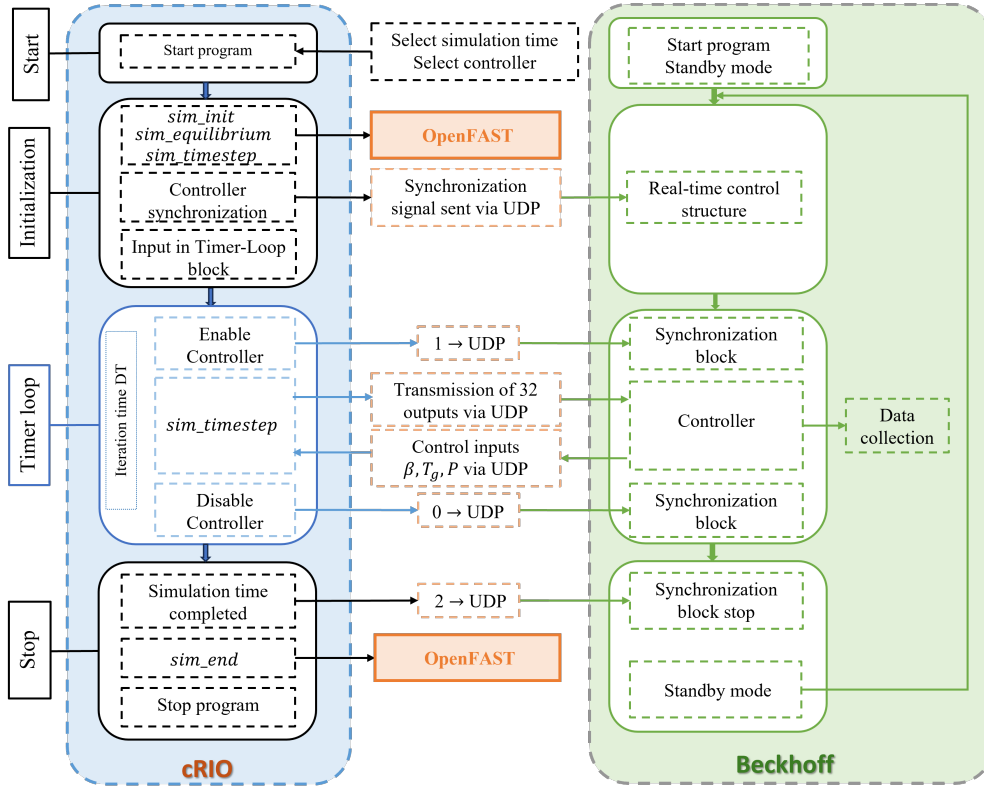 Start
Start program
Select simulation time
Select controller
Start program
Standby mode
Initialization
sim_init
sim_equilibrium
sim_timestep
OpenFAST
Controller
synchronization
Synchronization
signal sent via UDP
Real-time control
structure
Input in Timer-Loop
block
Timer loop
Iteration time DT
Enable
Controller
1 → UDP
Synchronization
block
sim_timestep
Transmission of 32
outputs via UDP
Controller
Data
collection
Control inputs
β, T_g, P via UDP
Disable
Controller
0 → UDP
Synchronization
block
Stop
Simulation time
completed
2 → UDP
Synchronization
block stop
sim_end
OpenFAST
Stop program
Standby mode
cRIO
Beckhoff